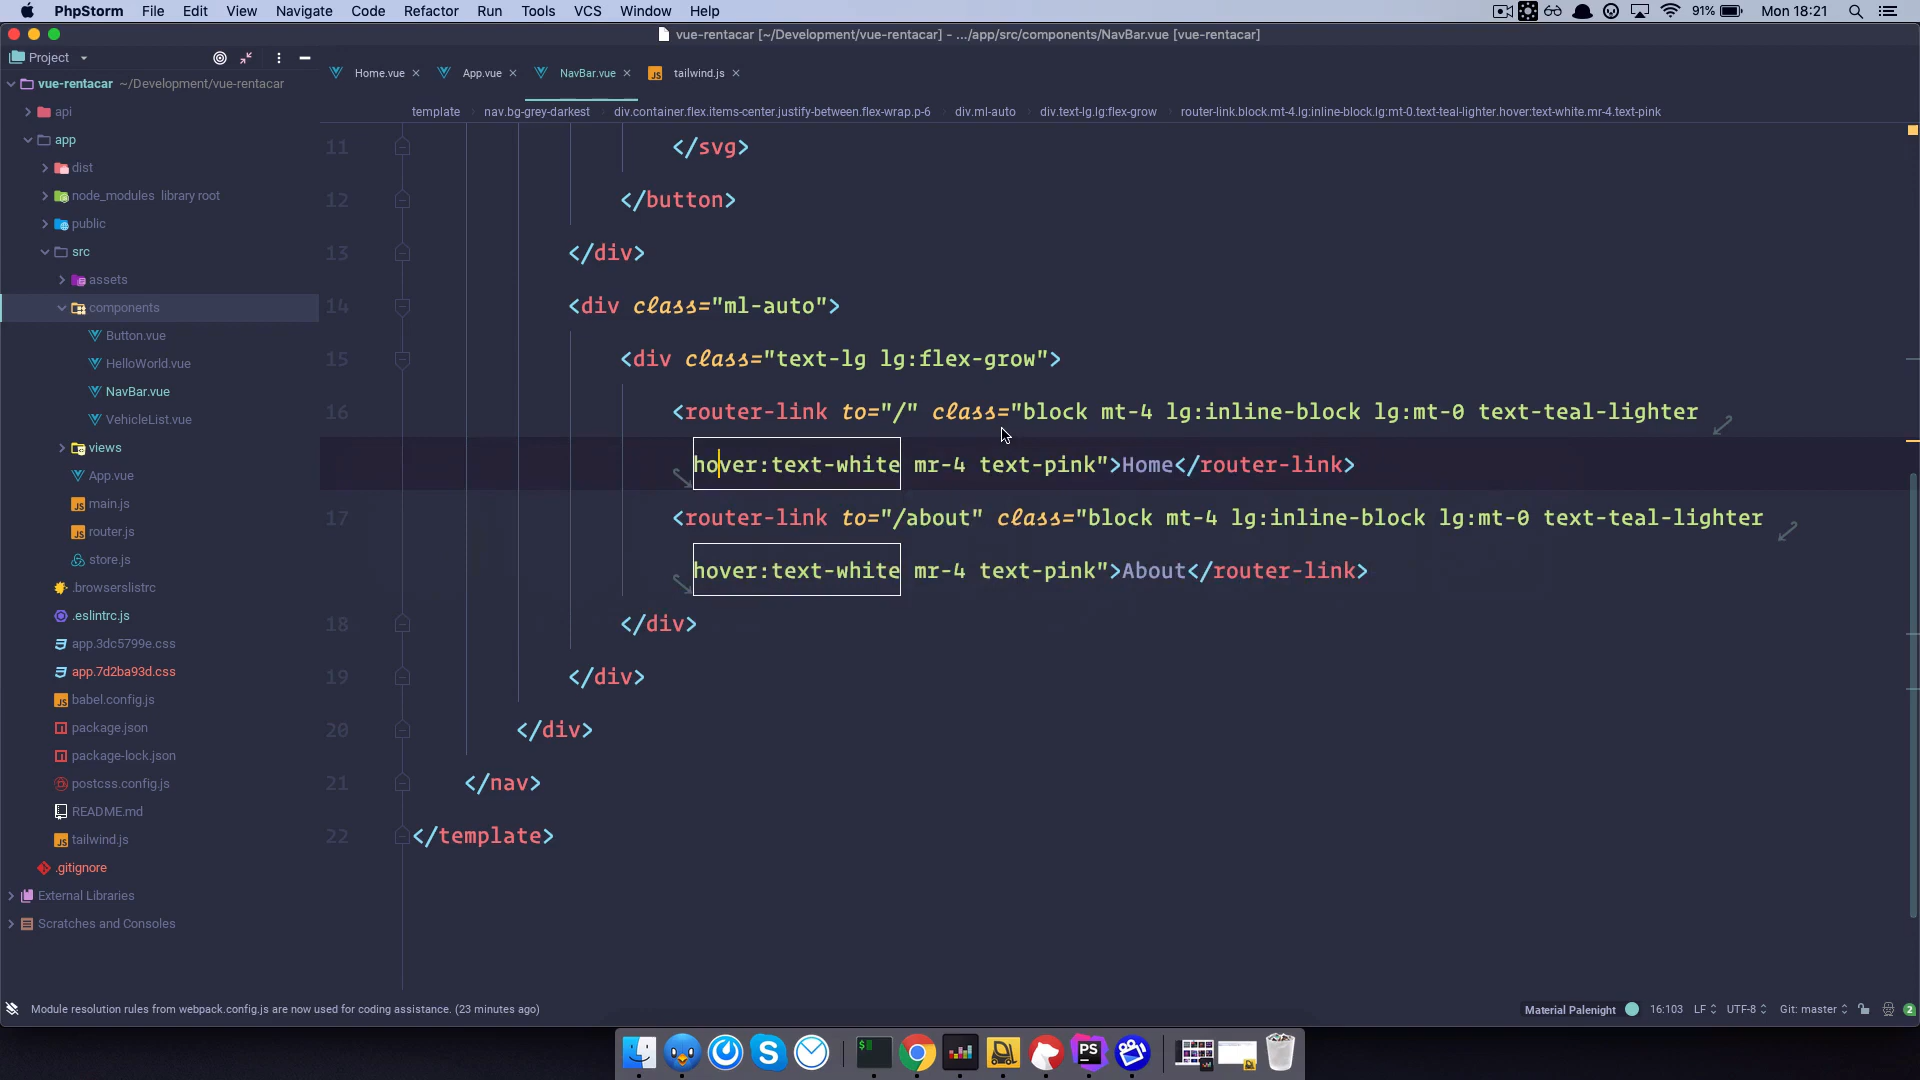 PhpStorm File Edit View Navigate Code Refactor Run Tools VCS Window Help 91% Mon 18:21
vue-rentacar [~/Development/vue-rentacar] - .../app/src/components/NavBar.vue [vue-rentacar]
Project
Home.vue App.vue NavBar.vue tailwind.js
template nav.bg-grey-darkest div.container.flex.items-center.justify-between.flex-wrap.p-6 div.ml-auto div.text-lg.lg:flex-grow router-link.block.mt-4.lg:inline-block.lg:mt-0.text-teal-lighter.hover:text-white.mr-4.text-pink
vue-rentacar ~/Development/vue-rentacar
api
app
dist
node_modules library root
public
src
assets
components
Button.vue
HelloWorld.vue
NavBar.vue
VehicleList.vue
views
App.vue
main.js
router.js
store.js
.browserslistrc
.eslintrc.js
app.3dc5799e.css
app.7d2ba93d.css
babel.config.js
package.json
package-lock.json
postcss.config.js
README.md
tailwind.js
.gitignore
External Libraries
Scratches and Consoles
11 </svg>
12 </button>
13 </div>
14 <div class="ml-auto">
15 <div class="text-lg lg:flex-grow">
16 <router-link to="/" class="block mt-4 lg:inline-block lg:mt-0 text-teal-lighter
hover:text-white mr-4 text-pink">Home</router-link>
17 <router-link to="/about" class="block mt-4 lg:inline-block lg:mt-0 text-teal-lighter
hover:text-white mr-4 text-pink">About</router-link>
18 </div>
19 </div>
20 </div>
21 </nav>
22 </template>
Module resolution rules from webpack.config.js are now used for coding assistance. (23 minutes ago) Material Palenight 16:103 LF UTF-8 Git: master 2
$ PS